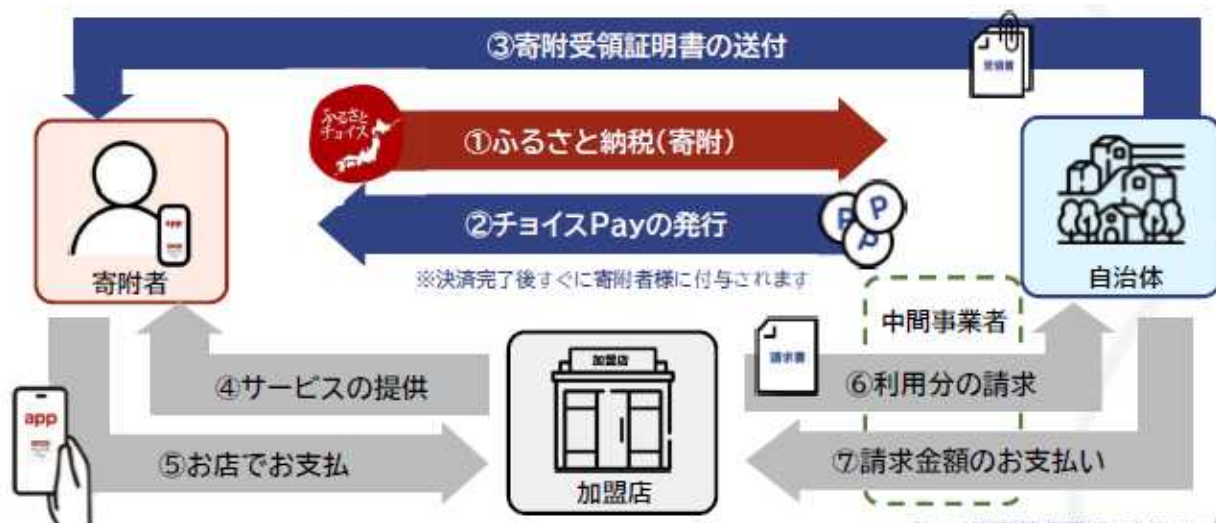 ③寄附受領証明書の送付
受領書
ふるさと
チョイス
①ふるさと納税(寄附)
②チョイスPayの発行
P
P
P
app
寄附者
※決済完了後すぐに寄附者様に付与されます
自治体
中間事業者
加盟店
請求書
④サービスの提供
⑥利用分の請求
app
⑤お店でお支払
⑦請求金額のお支払い
加盟店